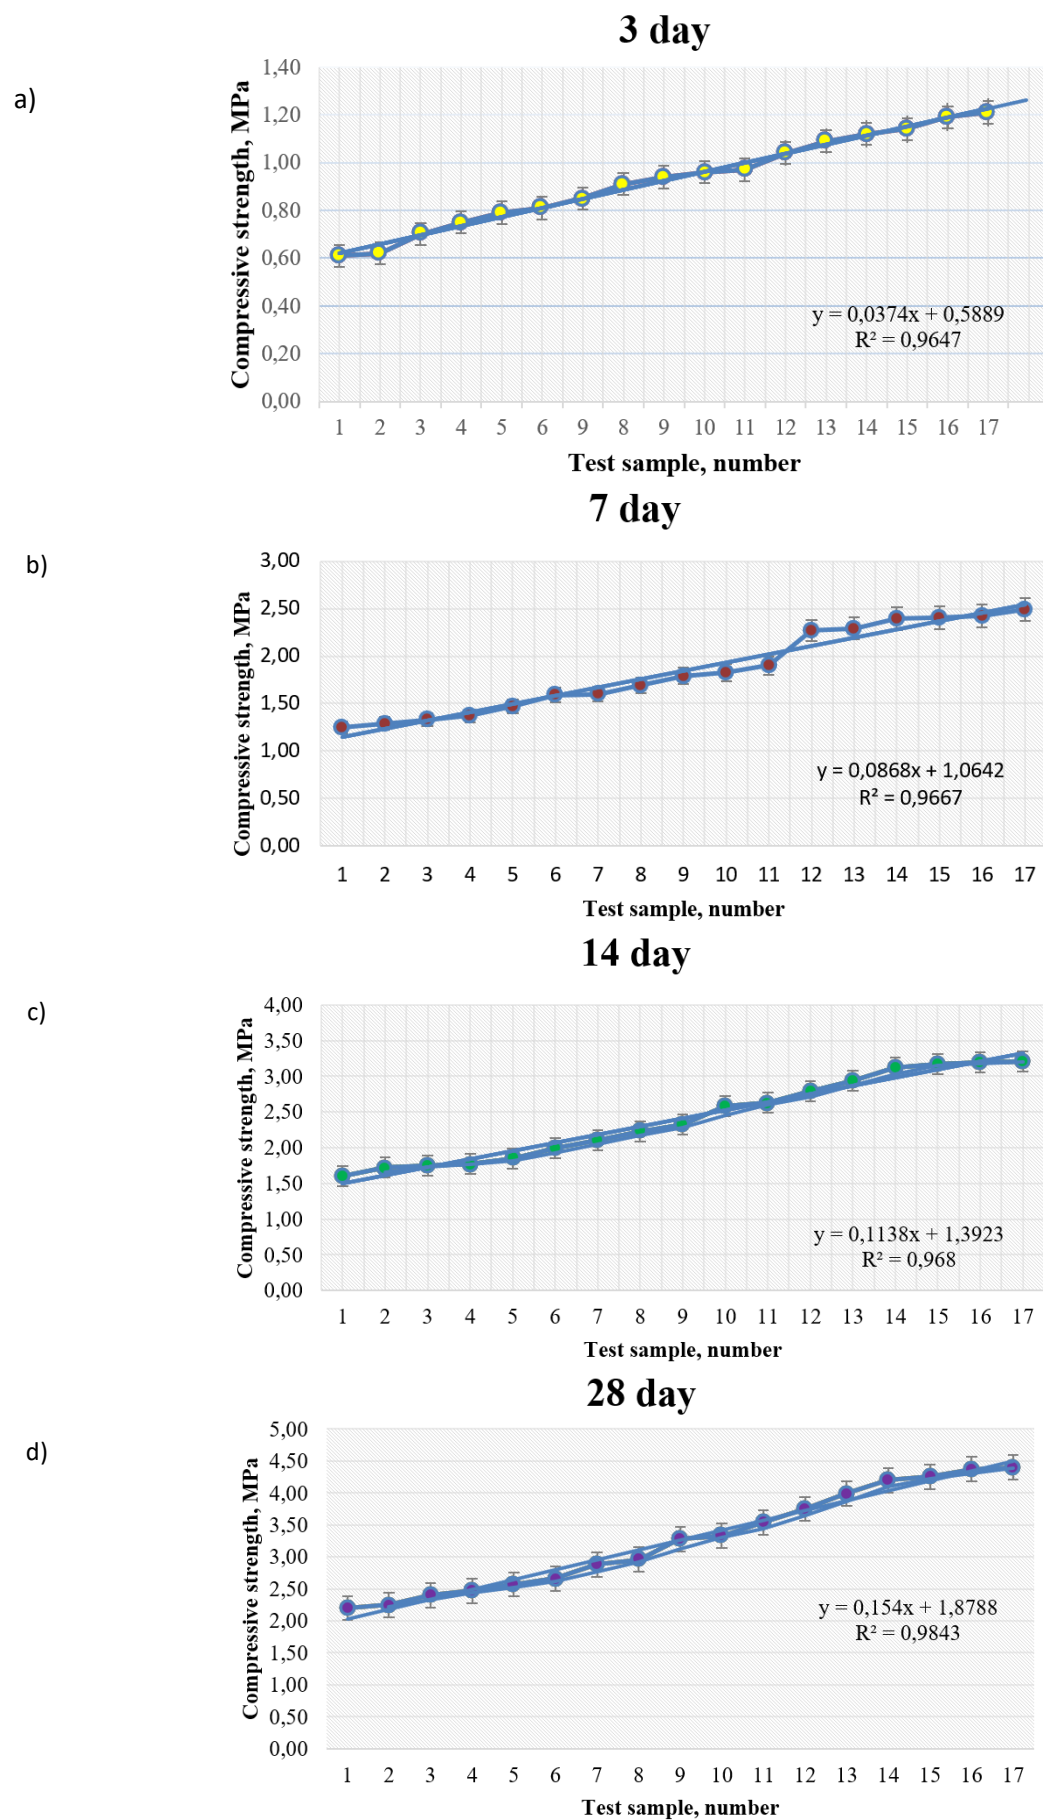 3 day
a)
Compressive strength, MPa
1,40
1,20
1,00
0,80
0,60
0,40
0,20
0,00
y = 0,0374x + 0,5889
R² = 0,9647
1 2 3 4 5 6 9 8 9 10 11 12 13 14 15 16 17
Test sample, number
7 day
b)
Compressive strength, MPa
3,00
2,50
2,00
1,50
1,00
0,50
0,00
y = 0,0868x + 1,0642
R² = 0,9667
1 2 3 4 5 6 7 8 9 10 11 12 13 14 15 16 17
Test sample, number
14 day
c)
Compressive strength, MPa
4,00
3,50
3,00
2,50
2,00
1,50
1,00
0,50
0,00
y = 0,1138x + 1,3923
R² = 0,968
1 2 3 4 5 6 7 8 9 10 11 12 13 14 15 16 17
Test sample, number
28 day
d)
Compressive strength, MPa
5,00
4,50
4,00
3,50
3,00
2,50
2,00
1,50
1,00
0,50
0,00
y = 0,154x + 1,8788
R² = 0,9843
1 2 3 4 5 6 7 8 9 10 11 12 13 14 15 16 17
Test sample, number